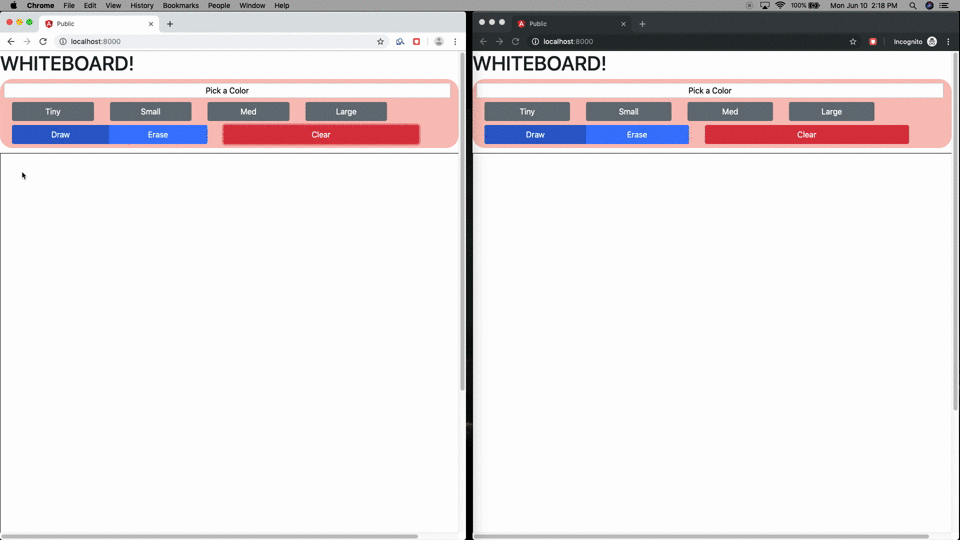 Chrome File Edit View History Bookmarks People Window Help 100% Mon Jun 10 2:18 PM
Public
localhost:8000
WHITEBOARD!
Pick a Color
Tiny Small Med Large
Draw Erase Clear
Public
localhost:8000 Incognito
WHITEBOARD!
Pick a Color
Tiny Small Med Large
Draw Erase Clear